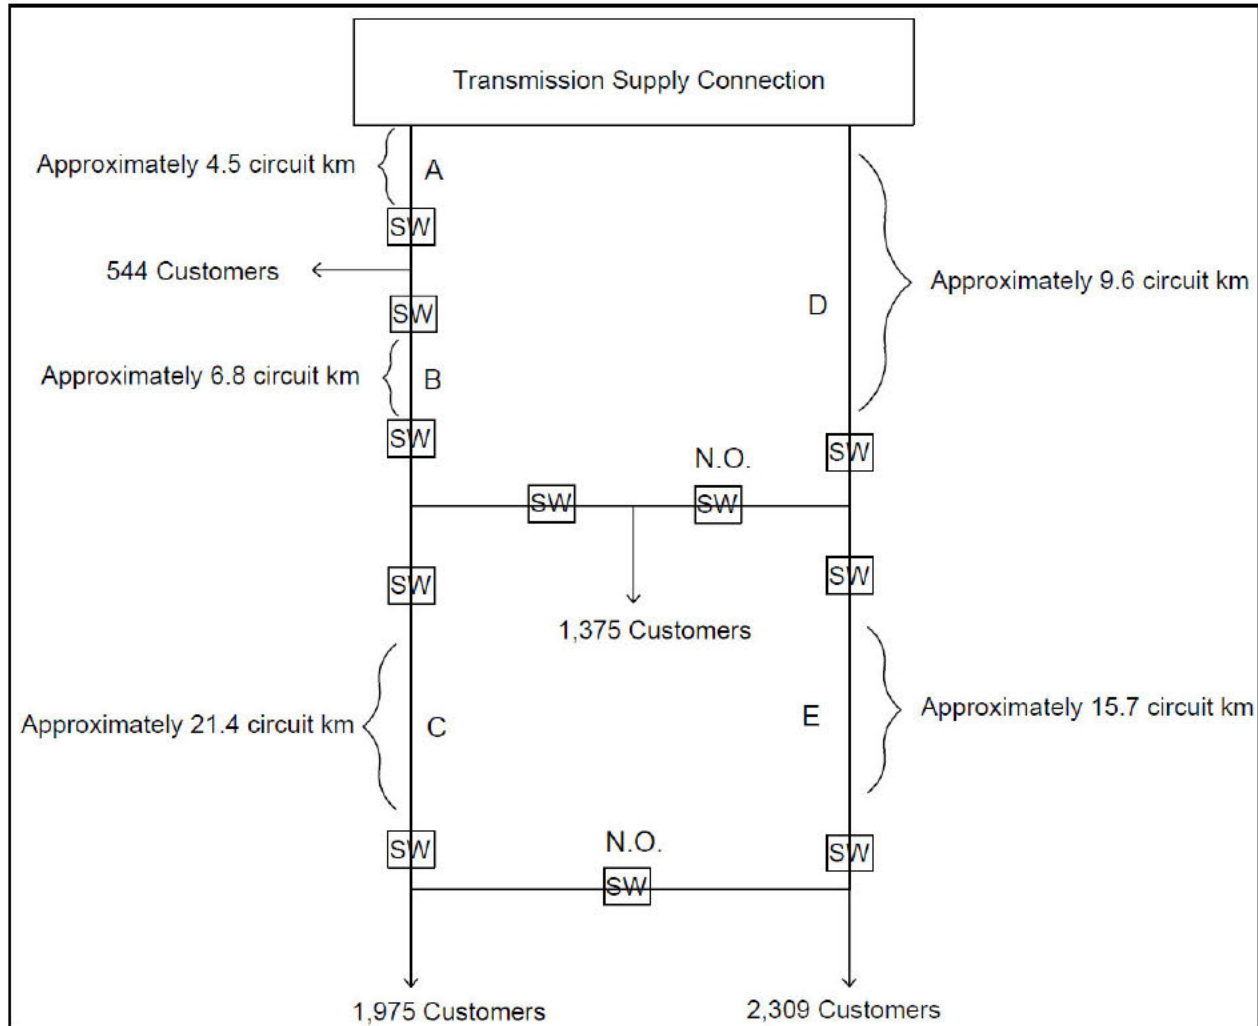 Transmission Supply Connection
Approximately 4.5 circuit km
A
SW
544 Customers
SW
Approximately 6.8 circuit km
B
SW
D
Approximately 9.6 circuit km
SW
N.O.
SW
SW
SW
SW
1,375 Customers
Approximately 21.4 circuit km
C
E
Approximately 15.7 circuit km
SW
N.O.
SW
SW
1,975 Customers
2,309 Customers